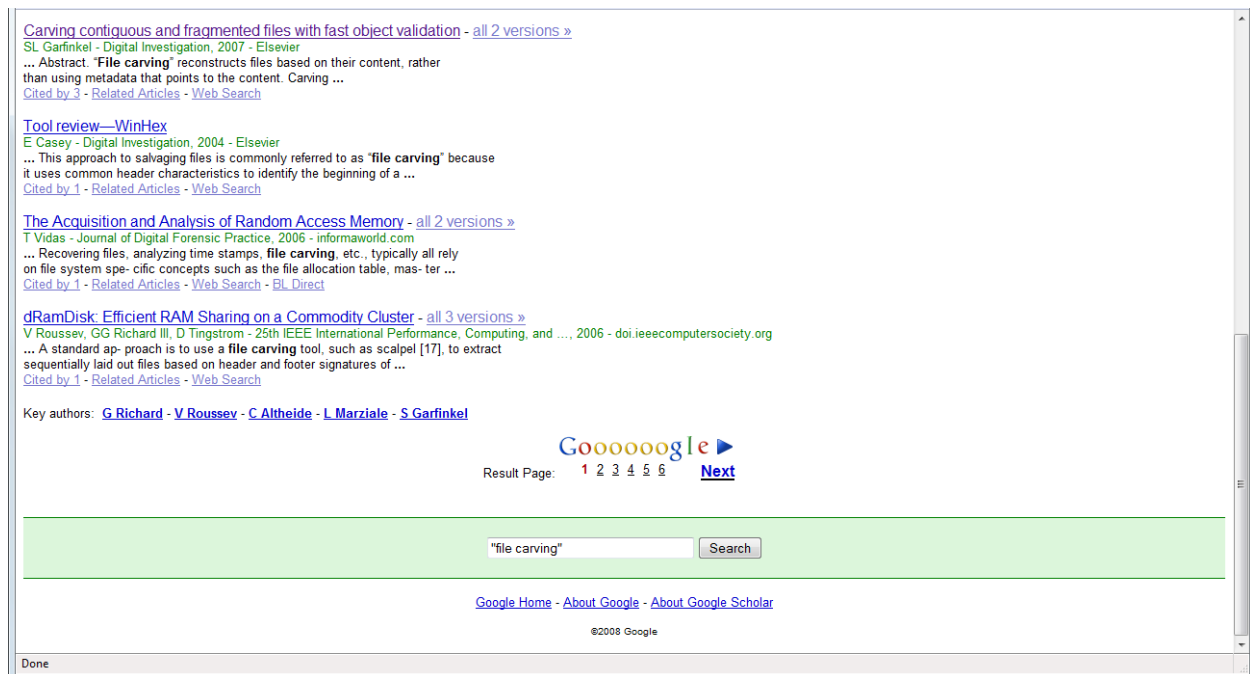 Carving contiguous and fragmented files with fast object validation - all 2 versions »
SL Garfinkel - Digital Investigation, 2007 - Elsevier
... Abstract. “File carving” reconstructs files based on their content, rather
than using metadata that points to the content. Carving ...
Cited by 3 - Related Articles - Web Search
Tool review—WinHex
E Casey - Digital Investigation, 2004 - Elsevier
... This approach to salvaging files is commonly referred to as “file carving” because
it uses common header characteristics to identify the beginning of a ...
Cited by 1 - Related Articles - Web Search
The Acquisition and Analysis of Random Access Memory - all 2 versions »
T Vidas - Journal of Digital Forensic Practice, 2006 - informaworld.com
... Recovering files, analyzing time stamps, file carving, etc., typically all rely
on file system spe- cific concepts such as the file allocation table, mas- ter ...
Cited by 1 - Related Articles - Web Search - BL Direct
dRamDisk: Efficient RAM Sharing on a Commodity Cluster - all 3 versions »
V Roussev, GG Richard III, D Tingstrom - 25th IEEE International Performance, Computing, and ..., 2006 - doi.ieeecomputersociety.org
... A standard ap- proach is to use a file carving tool, such as scalpel [17], to extract
sequentially laid out files based on header and footer signatures of ...
Cited by 1 - Related Articles - Web Search
Key authors: G Richard - V Roussev - C Altheide - L Marziale - S Garfinkel
Goooooogle
Result Page: 1 2 3 4 5 6 Next
"file carving" Search
Google Home - About Google - About Google Scholar
©2008 Google
Done